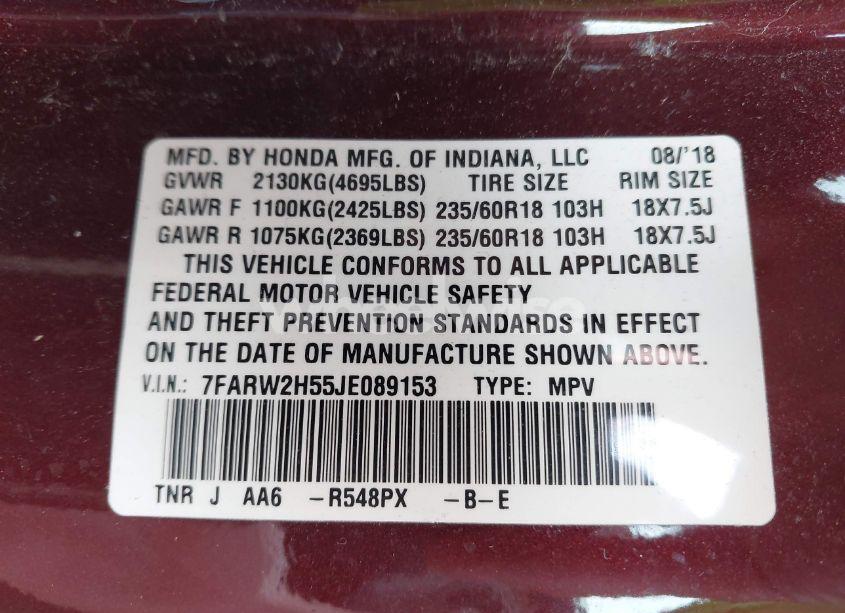 MFD. BY HONDA MFG. OF INDIANA, LLC 08/'18
GVWR 2130KG(4695LBS) TIRE SIZE RIM SIZE
GAWR F 1100KG(2425LBS) 235/60R18 103H 18X7.5J
GAWR R 1075KG(2369LBS) 235/60R18 103H 18X7.5J
THIS VEHICLE CONFORMS TO ALL APPLICABLE
FEDERAL MOTOR VEHICLE SAFETY
AND THEFT PREVENTION STANDARDS IN EFFECT
ON THE DATE OF MANUFACTURE SHOWN ABOVE.
V.I.N.: 7FARW2H55JE089153 TYPE: MPV
TNR J AA6 -R548PX -B-E